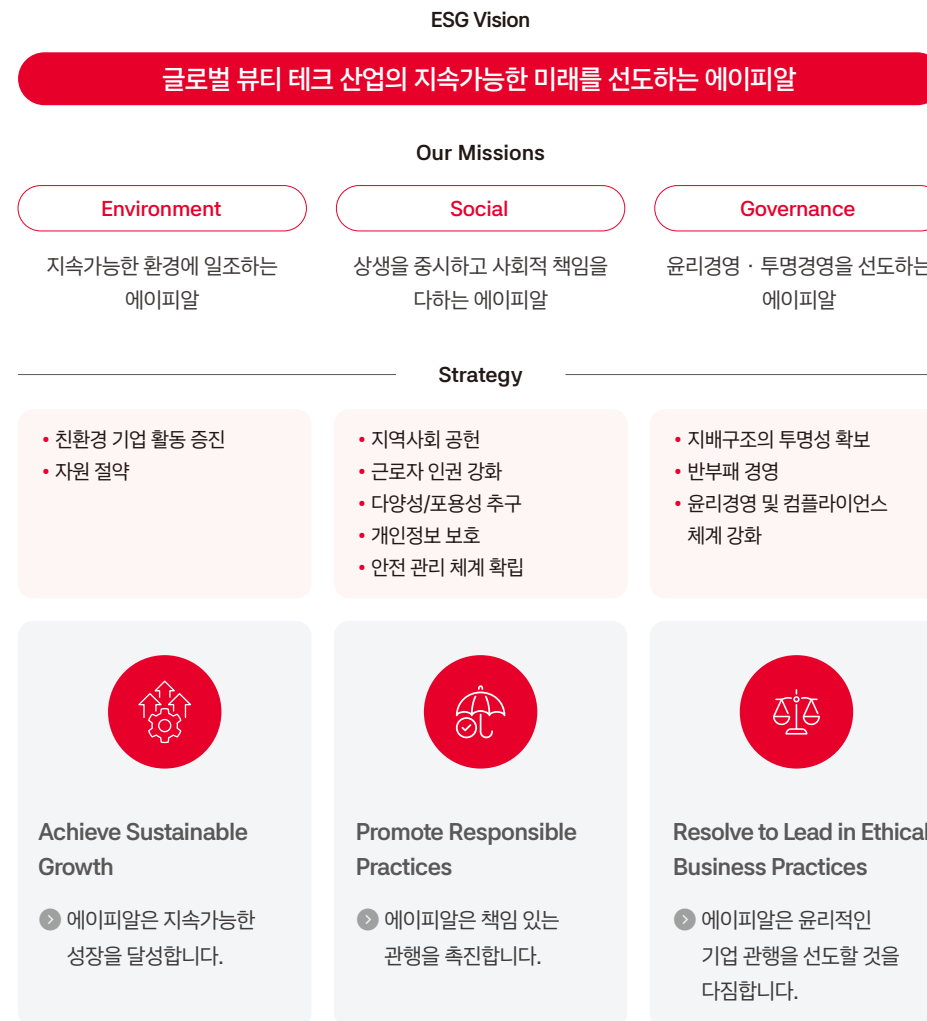 ESG Vision
글로벌 뷰티 테크 산업의 지속가능한 미래를 선도하는 에이피알
Our Missions
Environment
Social
Governance
지속가능한 환경에 일조하는
에이피알
상생을 중시하고 사회적 책임을
다하는 에이피알
윤리경영 · 투명경영을 선도하는
에이피알
Strategy
• 친환경 기업 활동 증진
• 자원 절약
• 지역사회 공헌
• 근로자 인권 강화
• 다양성/포용성 추구
• 개인정보 보호
• 안전 관리 체계 확립
• 지배구조의 투명성 확보
• 반부패 경영
• 윤리경영 및 컴플라이언스
체계 강화
Achieve Sustainable
Growth
에이피알은 지속가능한
성장을 달성합니다.
Promote Responsible
Practices
에이피알은 책임 있는
관행을 촉진합니다.
Resolve to Lead in Ethical
Business Practices
에이피알은 윤리적인
기업 관행을 선도할 것을
다짐합니다.